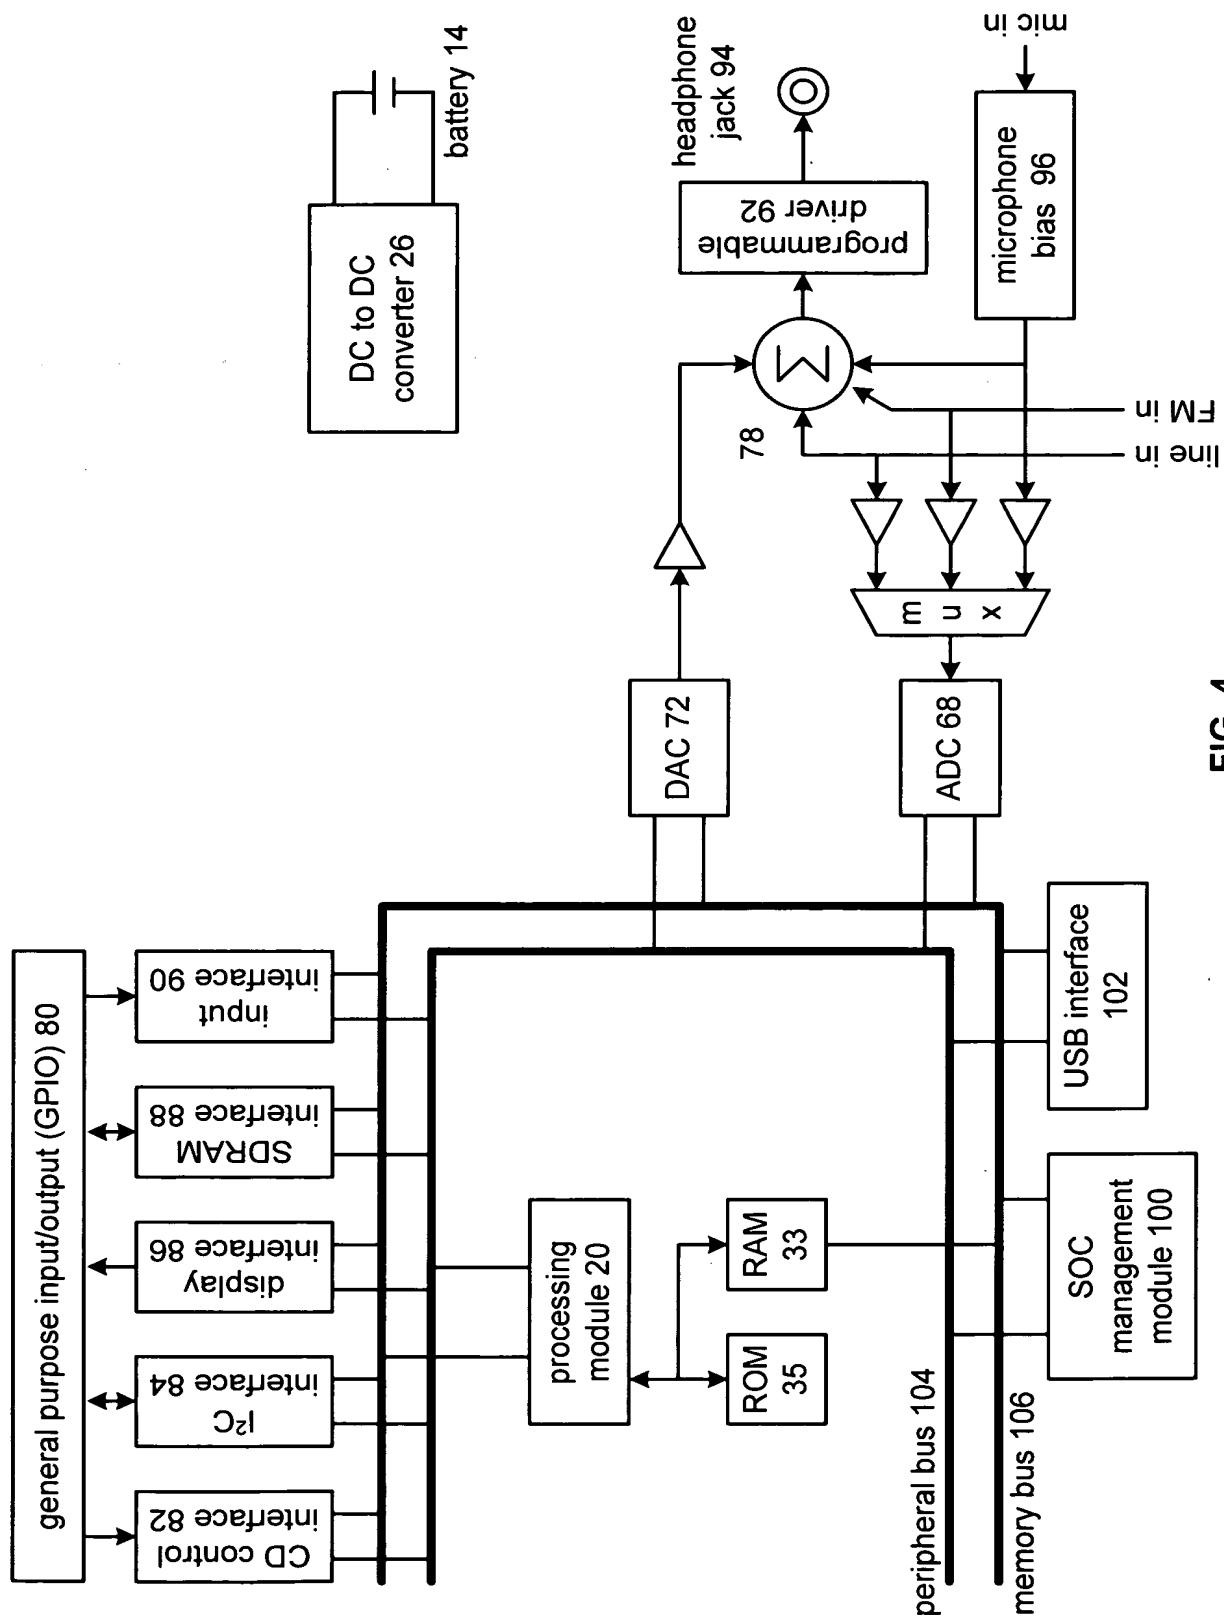 general purpose input/output (GPIO) 80
CD control
interface 82
I²C
interface 84
display
interface 86
SDRAM
interface 88
input
interface 90
DC to DC
converter 26
battery 14
processing
module 20
ROM
35
RAM
33
DAC 72
78
programmable
driver 92
headphone
jack 94
peripheral bus 104
memory bus 106
ADC 68
m
u
x
Σ
microphone
bias 96
mic in
FM in
line in
SOC
management
module 100
USB interface
102
FIG. 4